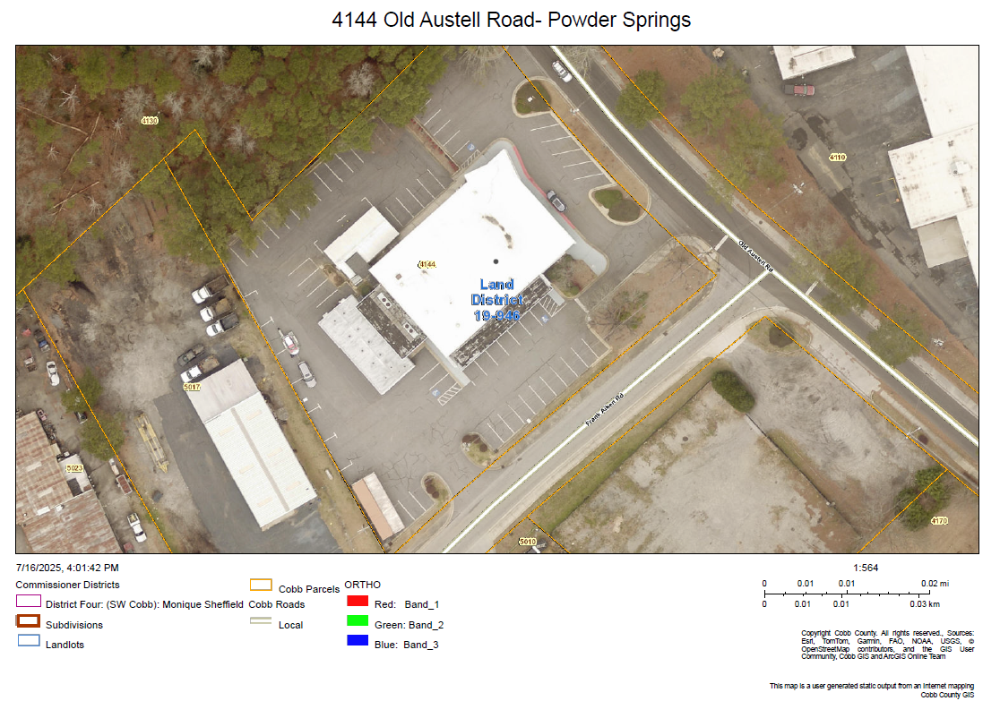 4144 Old Austell Road- Powder Springs
4130
4110
Old Austell Rd
4144
Land
District
19-946
5017
Frank Aiken Rd
5023
4170
5010
7/16/2025, 4:01:42 PM
Commissioner Districts
District Four: (SW Cobb): Monique Sheffield
Subdivisions
Landlots
Cobb Parcels
Cobb Roads
Local
ORTHO
Red: Band_1
Green: Band_2
Blue: Band_3
1:564
0 0.01 0.01 0.02 mi
0 0.01 0.01 0.03 km
Copyright Cobb County. All rights reserved., Sources:
Esri, TomTom, Garmin, FAO, NOAA, USGS, ©
OpenStreetMap contributors, and the GIS User
Community, Cobb GIS and ArcGIS Online Team
This map is a user generated static output from an Internet mapping
Cobb County GIS